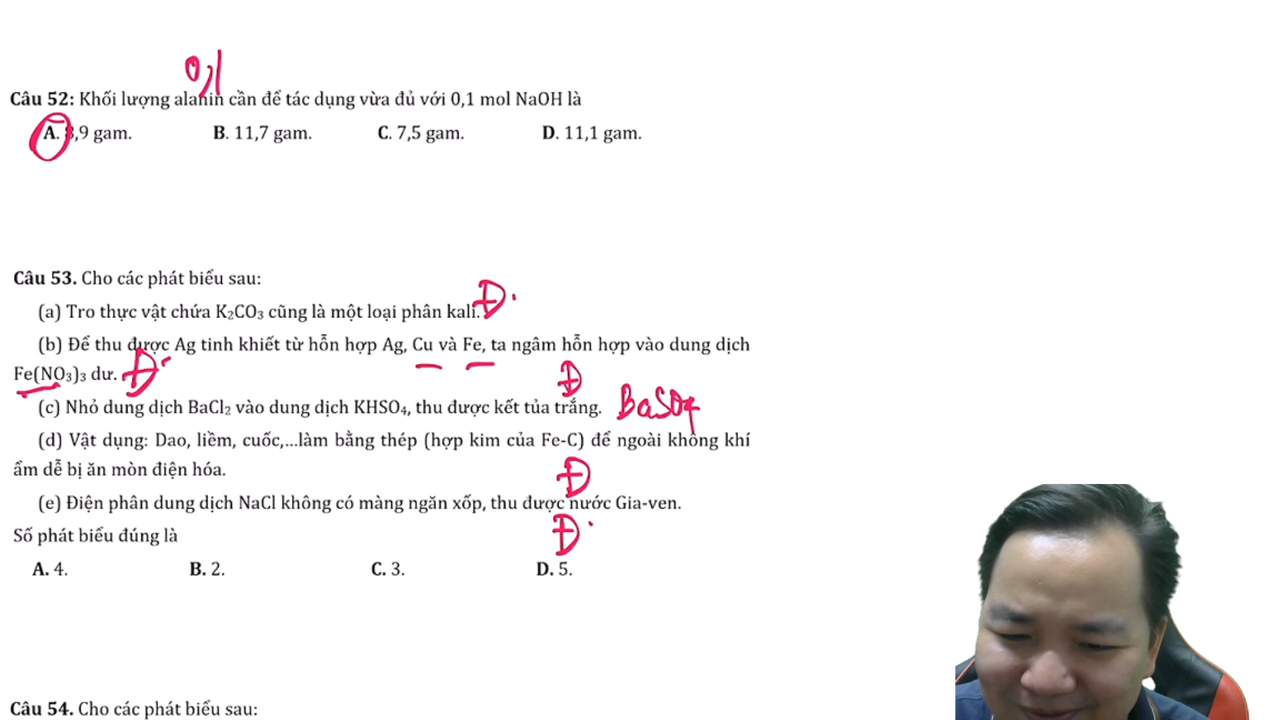 0,1
Câu 52: Khối lượng alanin cần để tác dụng vừa đủ với 0,1 mol NaOH là
A. 8,9 gam. B. 11,7 gam. C. 7,5 gam. D. 11,1 gam.
Câu 53. Cho các phát biểu sau:
(a) Tro thực vật chứa K₂CO₃ cũng là một loại phân kali. Đ.
(b) Để thu được Ag tinh khiết từ hỗn hợp Ag, Cu và Fe, ta ngâm hỗn hợp vào dung dịch
Fe(NO₃)₃ dư. Đ
Đ
(c) Nhỏ dung dịch BaCl₂ vào dung dịch KHSO₄, thu được kết tủa trắng. BaSO4
(d) Vật dụng: Dao, liềm, cuốc,...làm bằng thép (hợp kim của Fe-C) để ngoài không khí
ẩm dễ bị ăn mòn điện hóa. Đ
(e) Điện phân dung dịch NaCl không có màng ngăn xốp, thu được nước Gia-ven.
Số phát biểu đúng là Đ
A. 4. B. 2. C. 3. D. 5.
Câu 54. Cho các phát biểu sau: